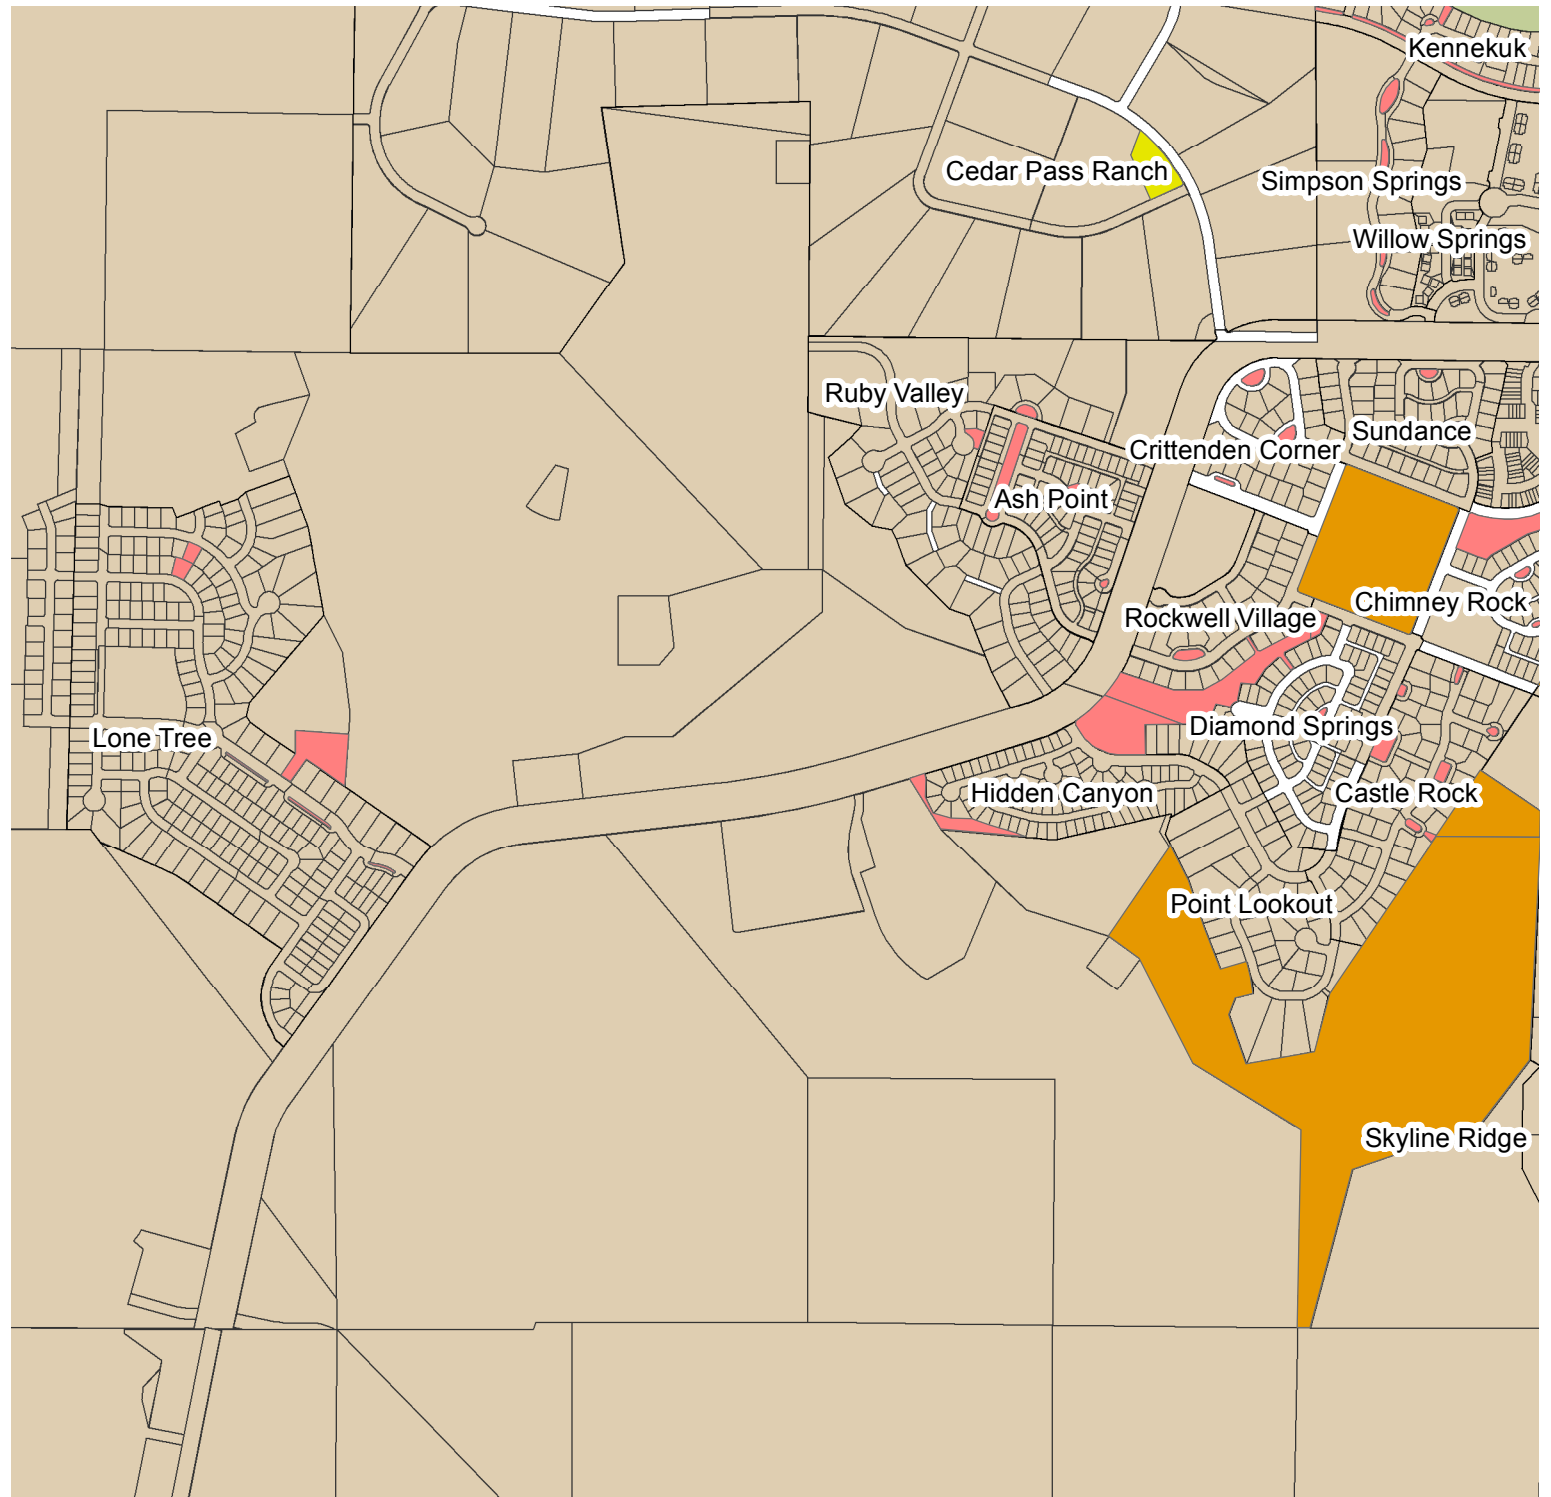 Kennekuk
Cedar Pass Ranch
Simpson Springs
Willow Springs
Ruby Valley
Sundance
Crittenden Corner
Ash Point
Chimney Rock
Rockwell Village
Diamond Springs
Lone Tree
Hidden Canyon
Castle Rock
Point Lookout
Skyline Ridge